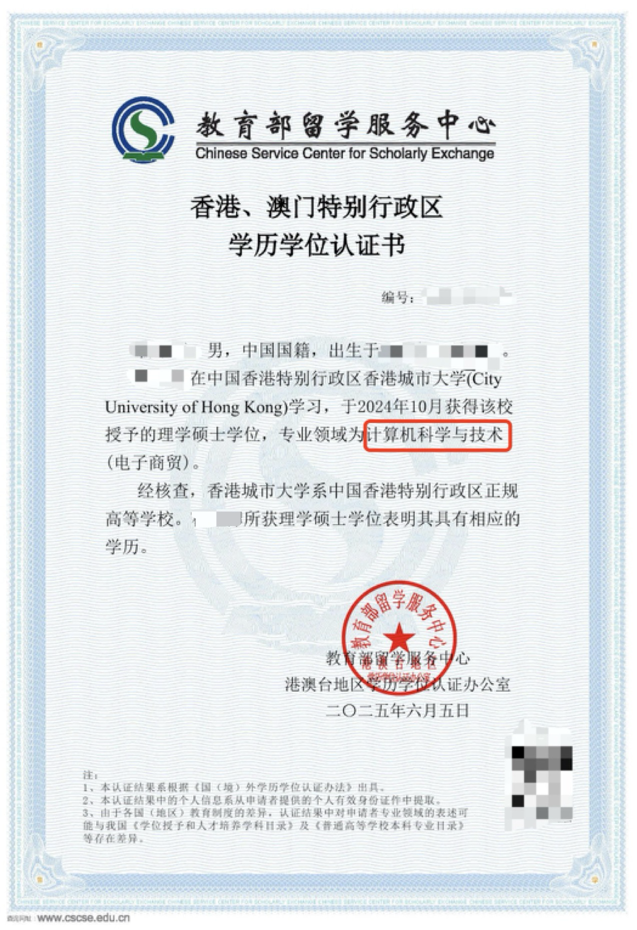 教育部留学服务中心
Chinese Service Center for Scholarly Exchange
香港、澳门特别行政区
学历学位认证书
编号：
男，中国国籍，出生于 。
在中国香港特别行政区香港城市大学(City
University of Hong Kong)学习，于2024年10月获得该校
授予的理学硕士学位，专业领域为计算机科学与技术
(电子商贸)。
经核查，香港城市大学系中国香港特别行政区正规
高等学校。 所获理学硕士学位表明其具有相应的
学历。
教育部留学服务中心
港澳台地区
教育部留学服务中心
港澳台地区学历学位认证办公室
二〇二五年六月五日
注：
1、本认证结果系根据《国（境）外学历学位认证办法》出具。
2、本认证结果中的个人信息系从申请者提供的个人有效身份证件中提取。
3、由于各国（地区）教育制度的差异，认证结果中对申请者专业领域的表述可
能与我国《学位授予和人才培养学科目录》及《普通高等学校本科专业目录》
等存在差异。
www.cscse.edu.cn